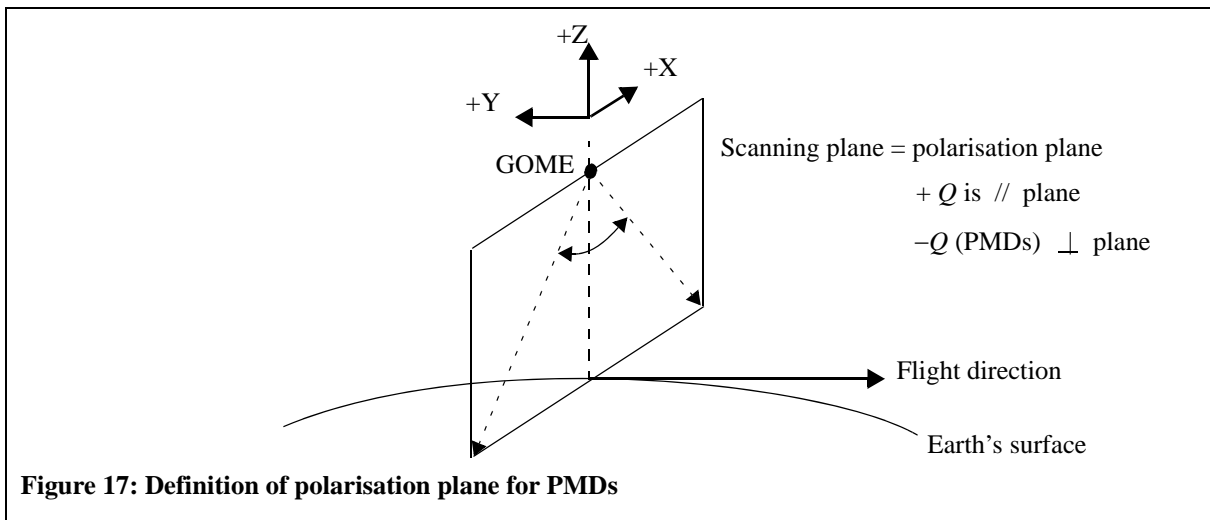 +Z
+X
+Y
GOME
Scanning plane = polarisation plane
+ Q is // plane
−Q (PMDs) ⊥ plane
Flight direction
Earth's surface
Figure 17: Definition of polarisation plane for PMDs